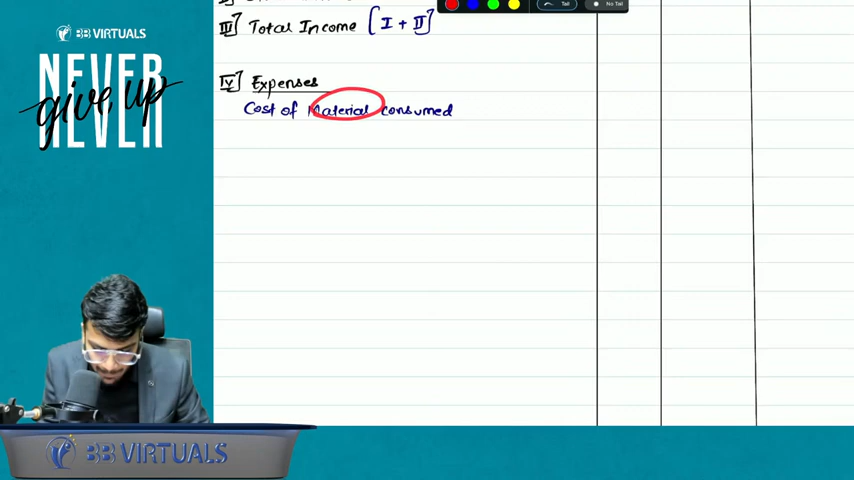 III] Total Income [I + II]
Tail
No Tail
BB VIRTUALS
NEVER
give up
NEVER
IV] Expenses
Cost of Material consumed
BB VIRTUALS